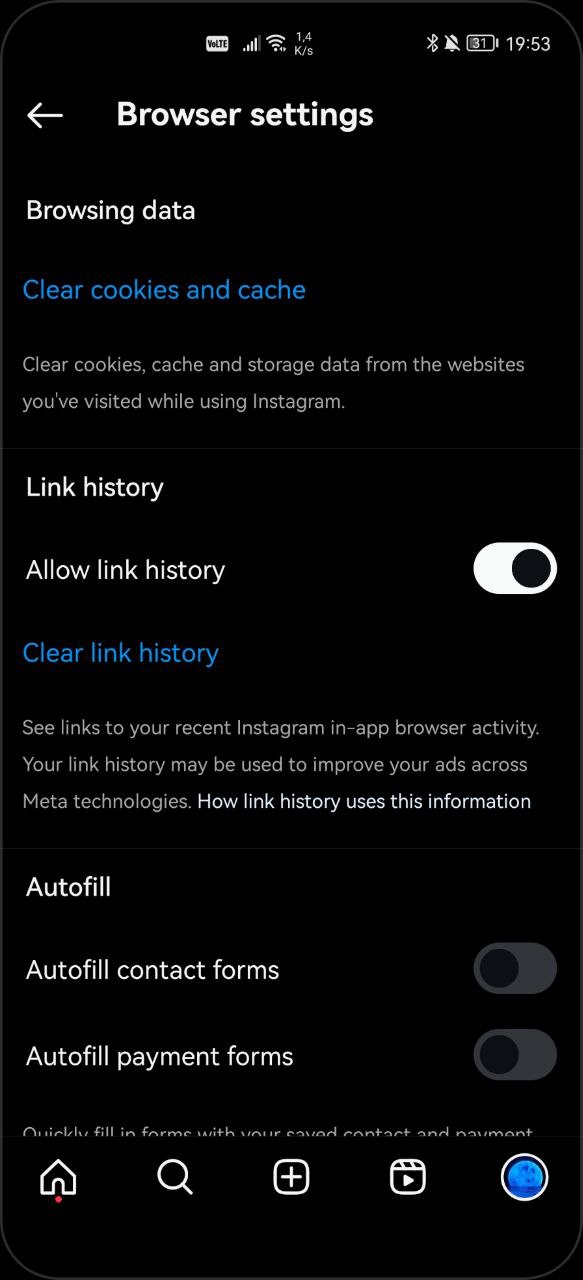 VoLTE 1,4 K/s 31 19:53
Browser settings
Browsing data
Clear cookies and cache
Clear cookies, cache and storage data from the websites
you've visited while using Instagram.
Link history
Allow link history
Clear link history
See links to your recent Instagram in-app browser activity.
Your link history may be used to improve your ads across
Meta technologies. How link history uses this information
Autofill
Autofill contact forms
Autofill payment forms
Quickly fill in forms with your saved contact and payment